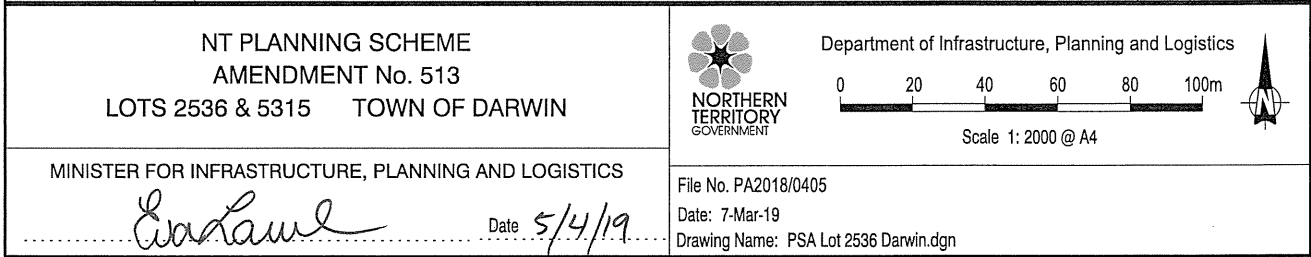 NT PLANNING SCHEME
AMENDMENT No. 513
LOTS 2536 & 5315 TOWN OF DARWIN
MINISTER FOR INFRASTRUCTURE, PLANNING AND LOGISTICS
Eva Lawler
Date 5/4/19
NORTHERN
TERRITORY
GOVERNMENT
Department of Infrastructure, Planning and Logistics
0 20 40 60 80 100m
N
Scale 1: 2000 @ A4
File No. PA2018/0405
Date: 7-Mar-19
Drawing Name: PSA Lot 2536 Darwin.dgn